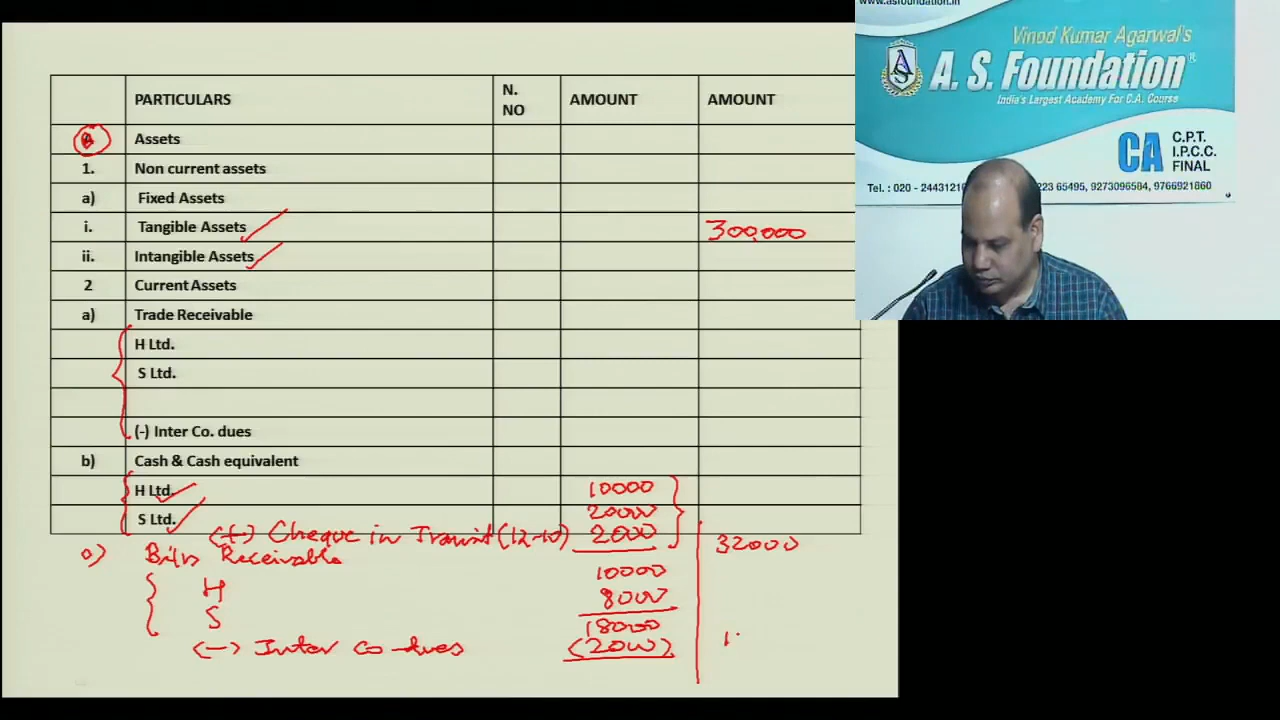 www.asfoundation.in
Vinod Kumar Agarwal's
A. S. Foundation®
India's Largest Academy For C.A. Course
CA C.P.T.
I.P.C.C.
FINAL
Tel. : 020 - 2443121 223 65495, 9273096584, 9766921860
PARTICULARS N. NO AMOUNT AMOUNT
Assets
1. Non current assets
a) Fixed Assets
i. Tangible Assets 300,000
ii. Intangible Assets
2 Current Assets
a) Trade Receivable
H Ltd.
S Ltd.
(-) Inter Co. dues
b) Cash & Cash equivalent
H Ltd. 10000
S Ltd. 20000
(+) Cheque in Transit (12-10) 2000 32000
c) Bills Receivable
H 10000
S 8000
18000
(-) Inter co dues (2000) 1